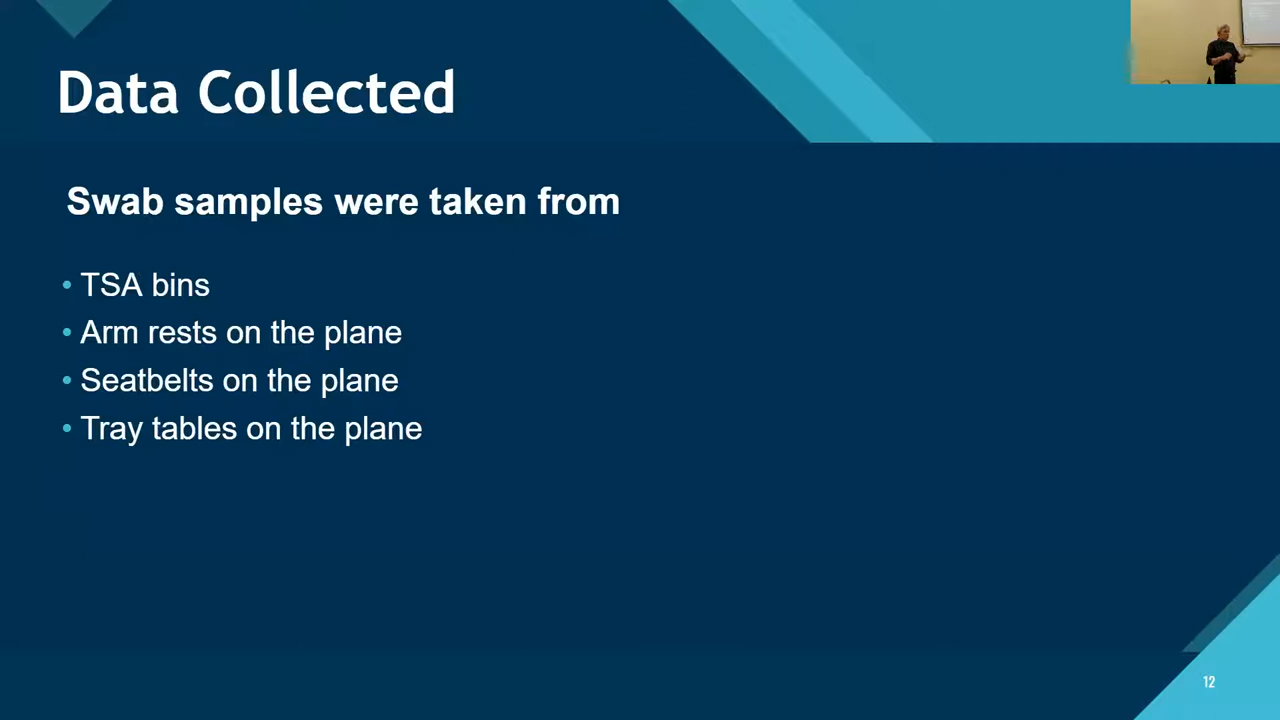 Data Collected
Swab samples were taken from
• TSA bins
• Arm rests on the plane
• Seatbelts on the plane
• Tray tables on the plane
12